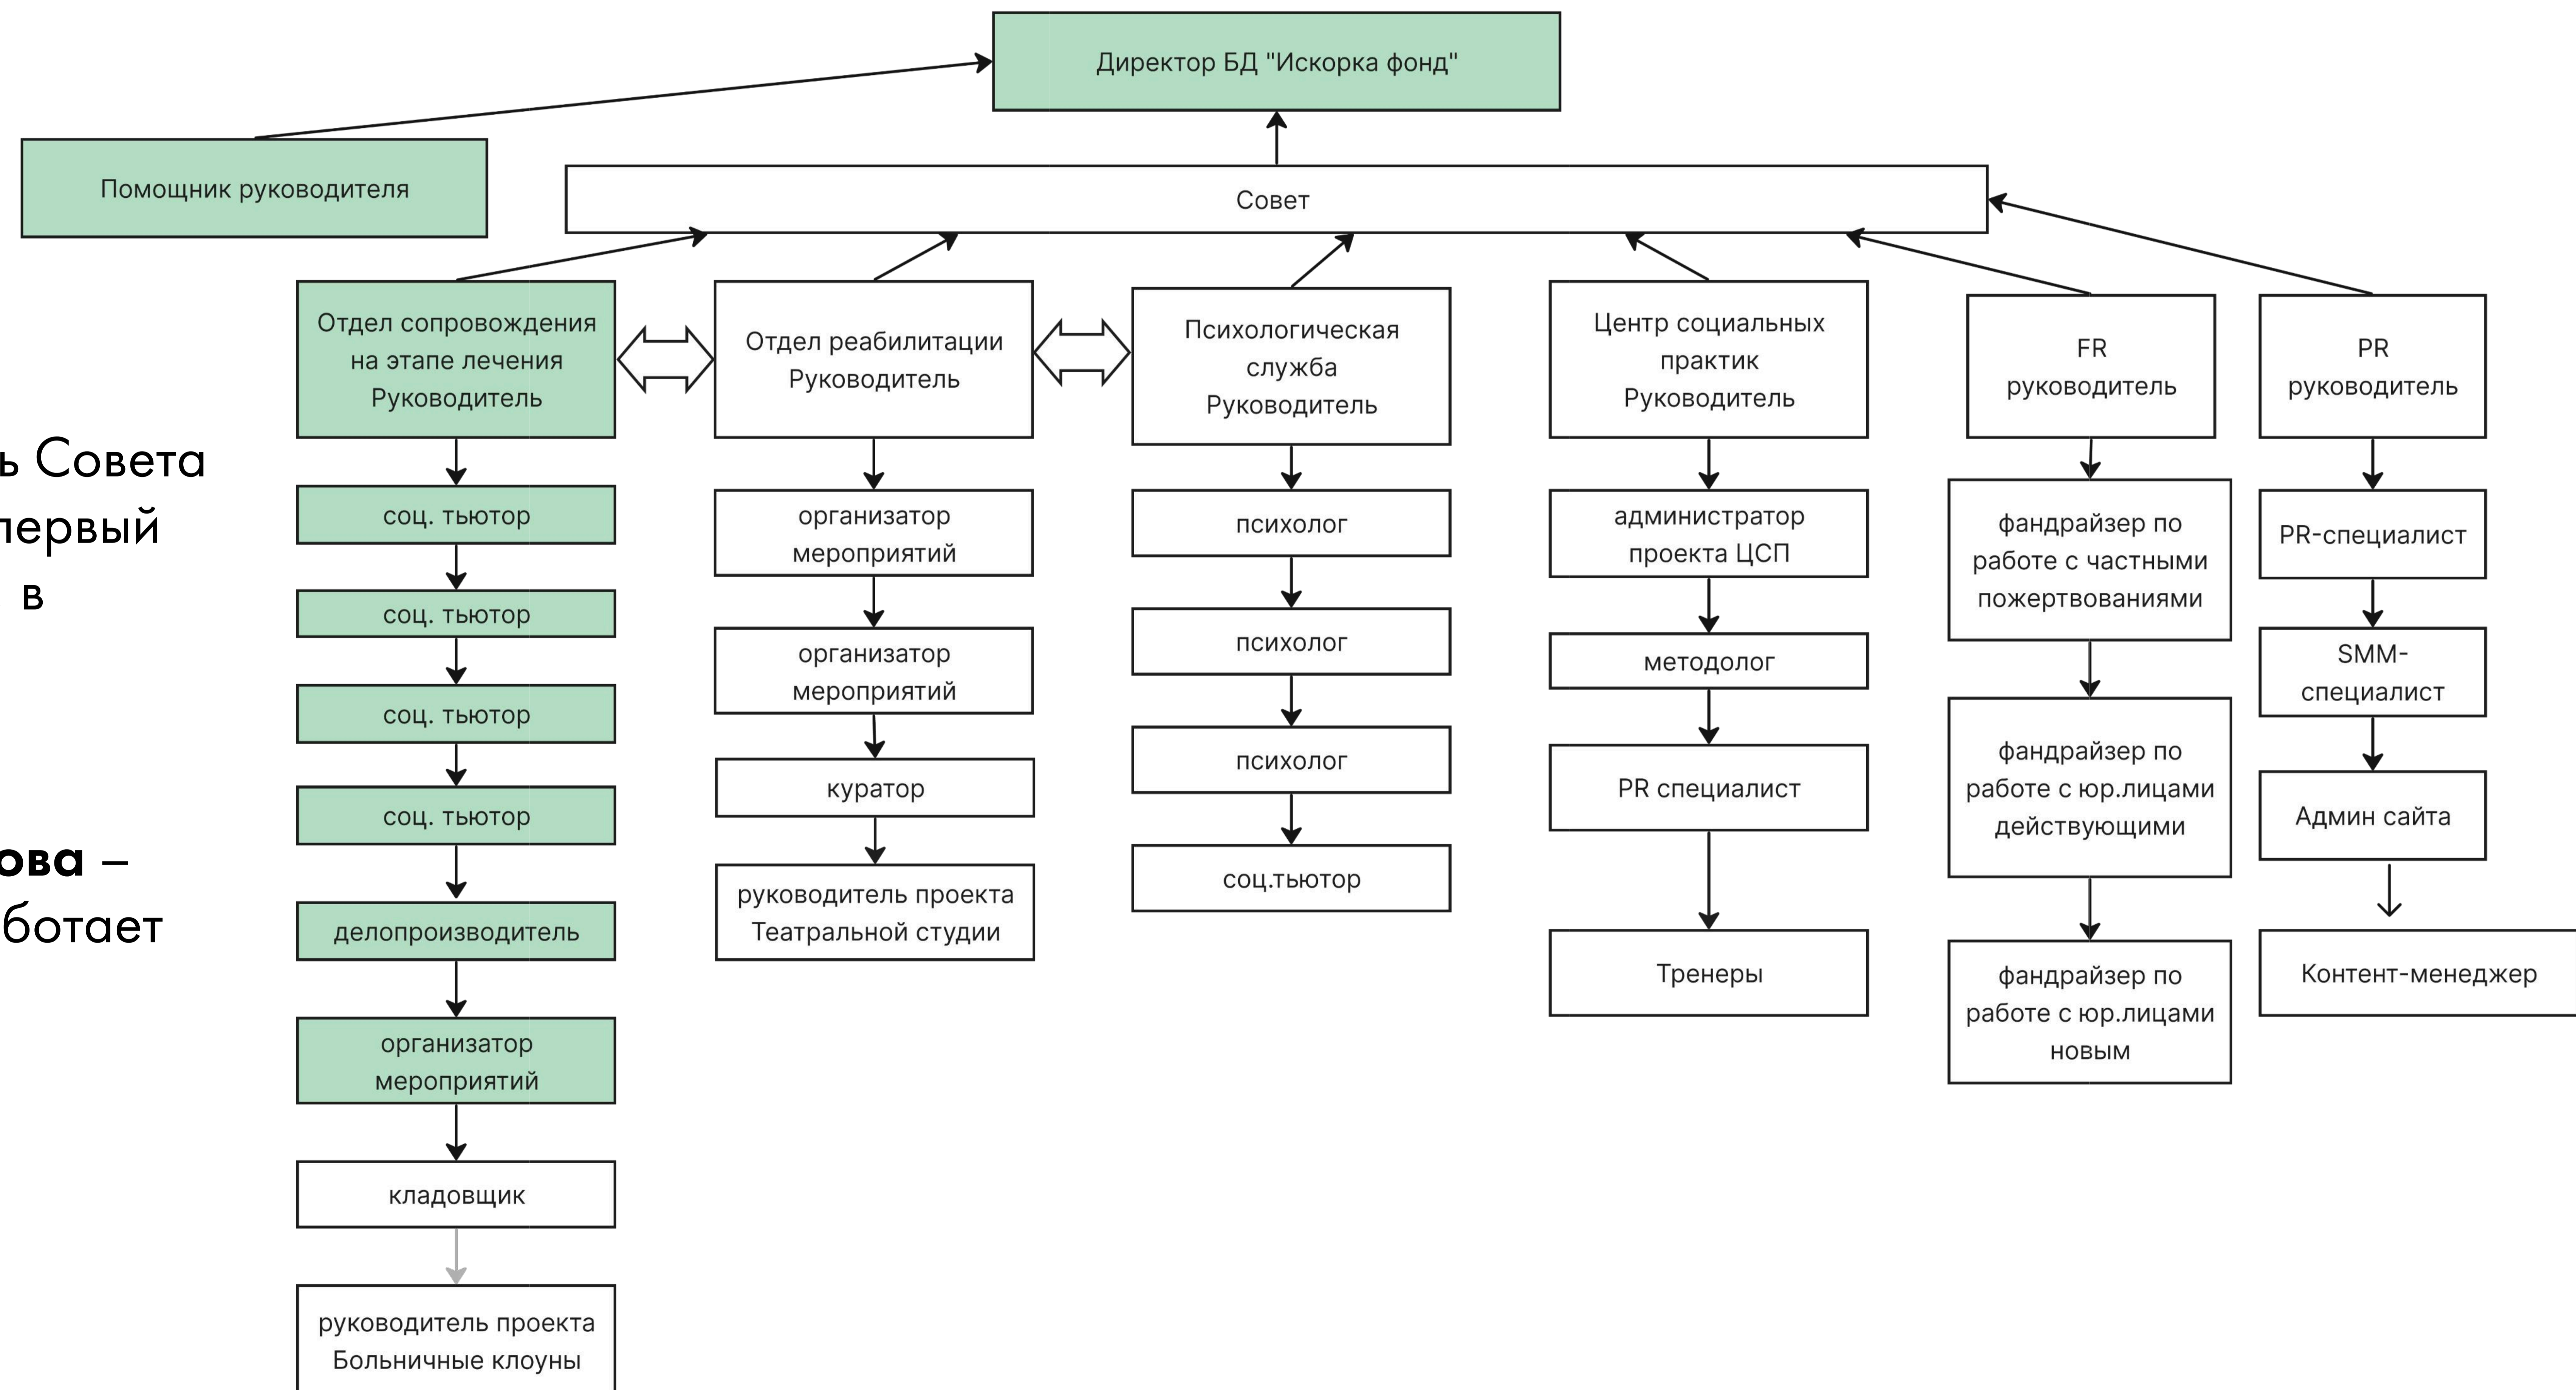 Директор БД "Искорка фонд"
Помощник руководителя
Совет
Отдел сопровождения
на этапе лечения
Руководитель
соц. тьютор
соц. тьютор
соц. тьютор
соц. тьютор
делопроизводитель
организатор
мероприятий
кладовщик
руководитель проекта
Больничные клоуны
Отдел реабилитации
Руководитель
организатор
мероприятий
организатор
мероприятий
куратор
руководитель проекта
Театральной студии
Психологическая
служба
Руководитель
психолог
психолог
психолог
соц.тьютор
Центр социальных
практик
Руководитель
администратор
проекта ЦСП
методолог
PR специалист
Тренеры
FR
руководитель
фандрайзер по
работе с частными
пожертвованиями
фандрайзер по
работе с юр.лицами
действующими
фандрайзер по
работе с юр.лицами
новым
PR
руководитель
PR-специалист
SMM-
специалист
Админ сайта
Контент-менеджер
ь Совета
первый
в
ова –
ботает